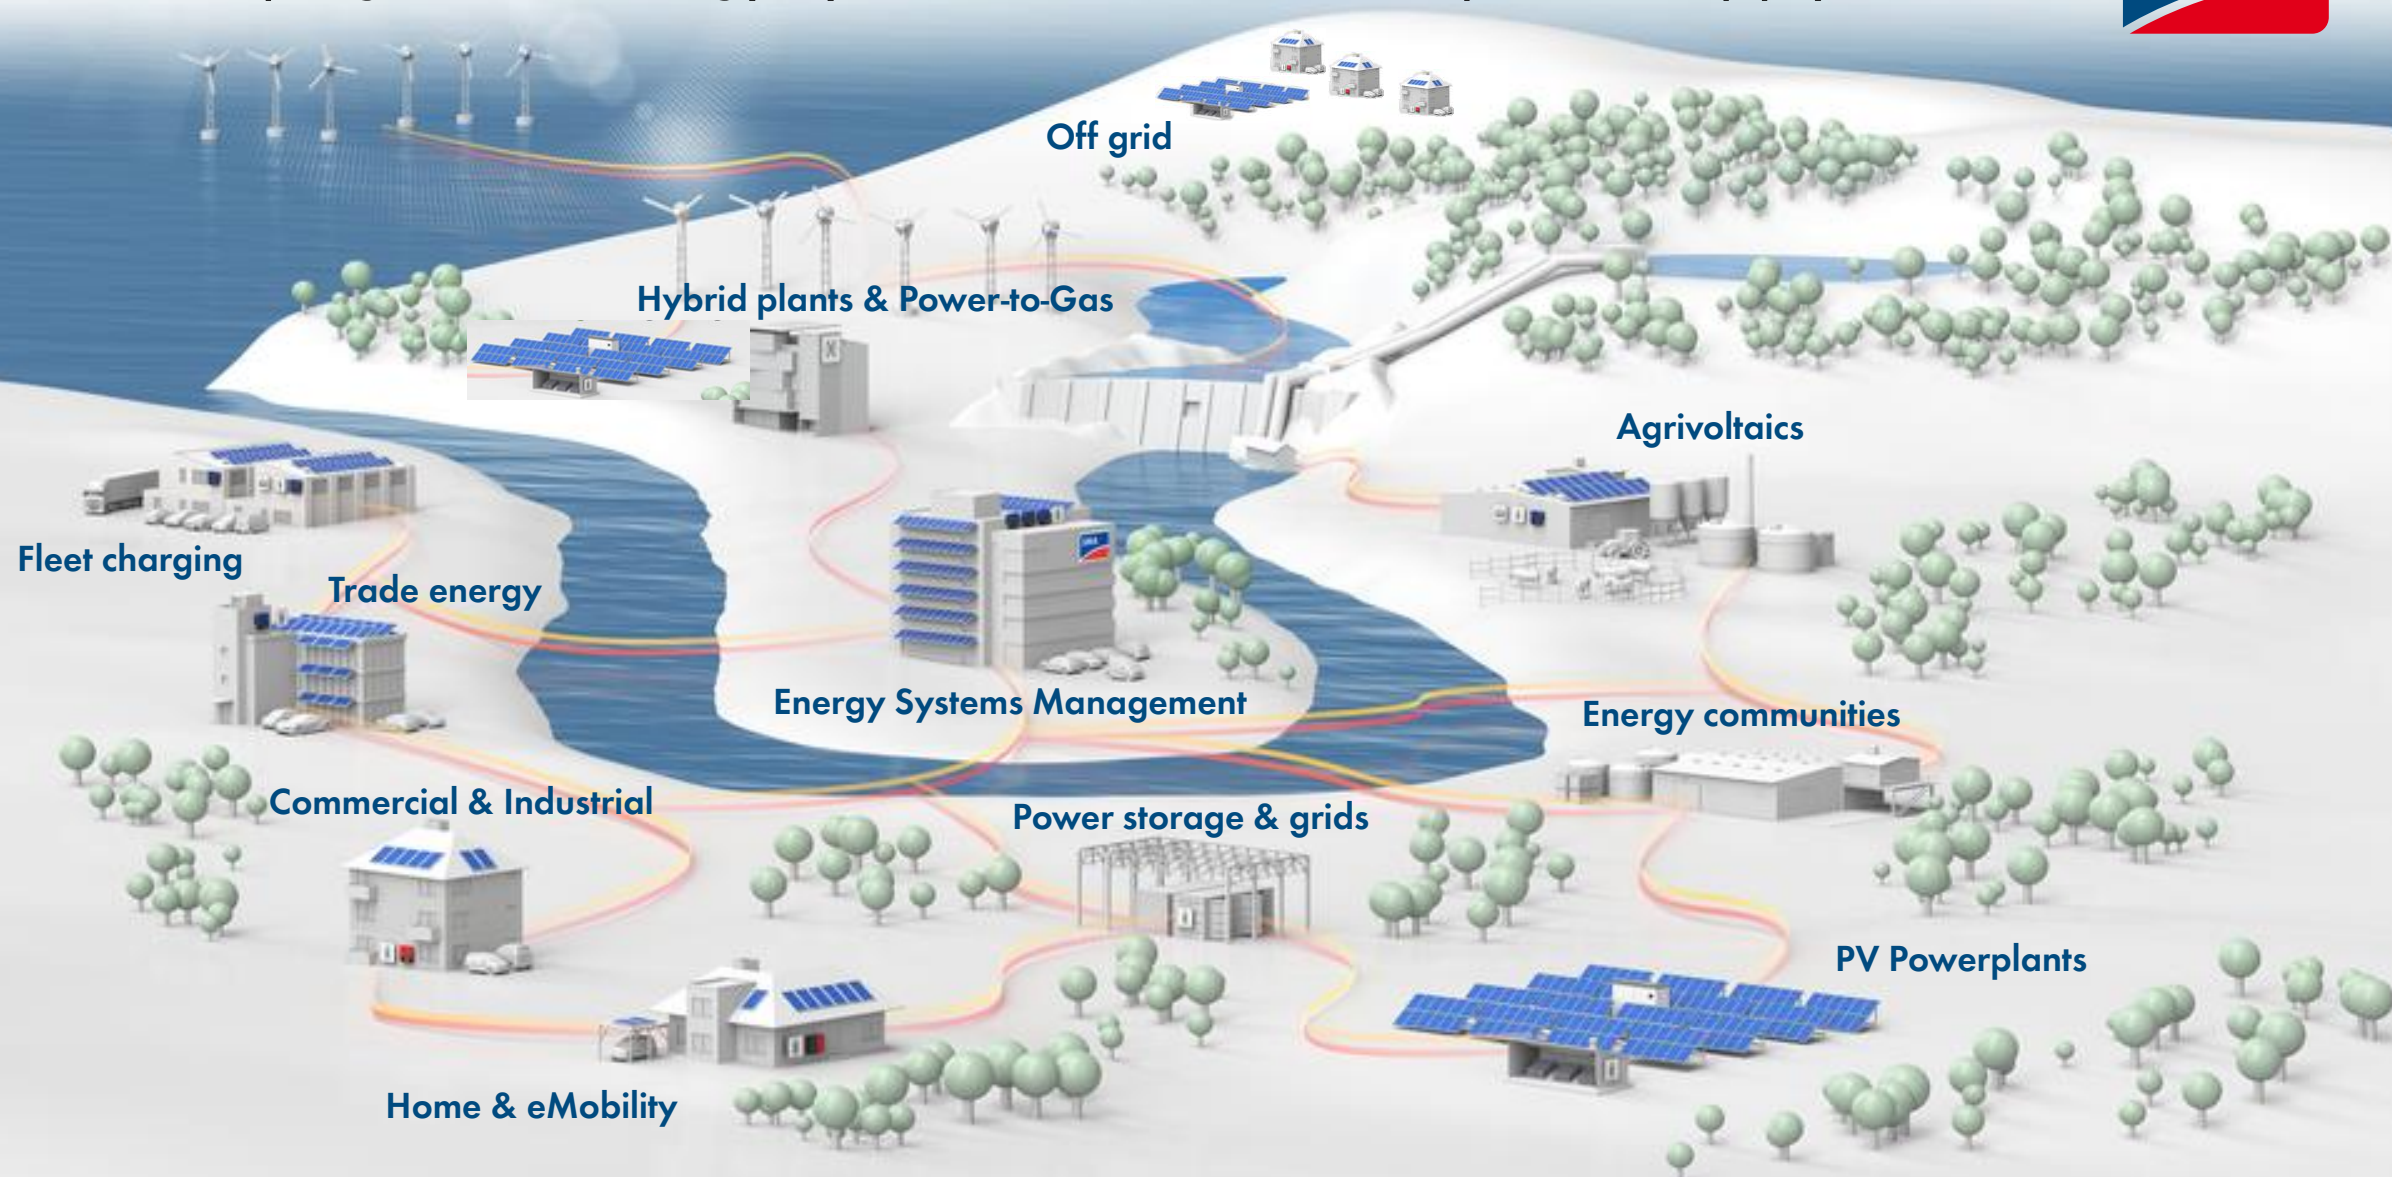 Off grid
Hybrid plants & Power-to-Gas
Agrivoltaics
Fleet charging
Trade energy
Energy Systems Management
Energy communities
Commercial & Industrial
Power storage & grids
PV Powerplants
Home & eMobility